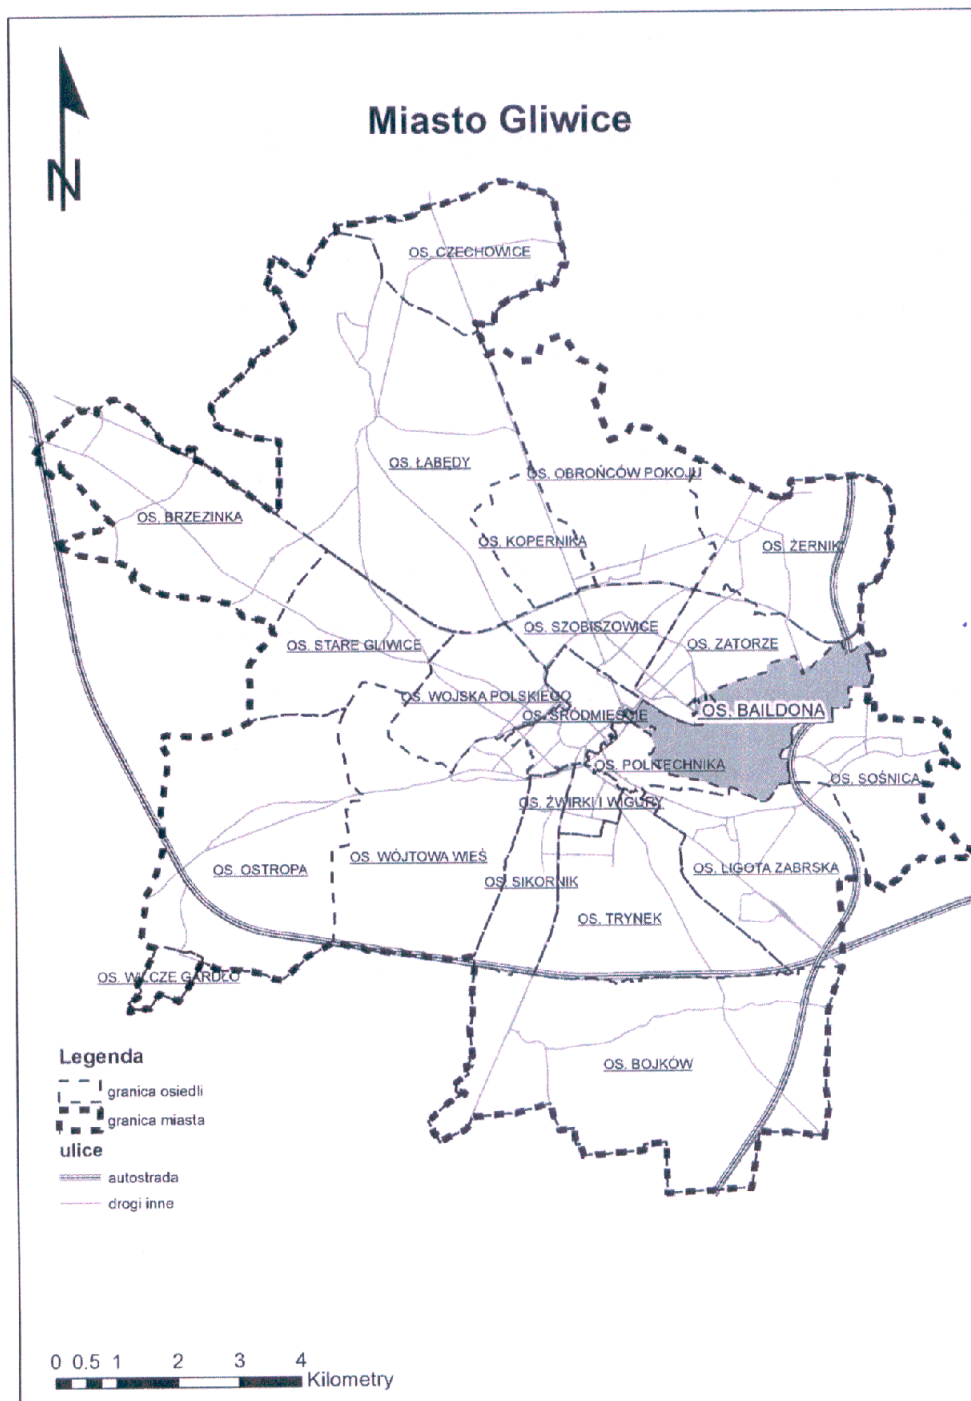 Miasto Gliwice
N
OS. CZECHOWICE
OS. ŁABĘDY
OS. OBROŃCÓW POKOJU
OS. BRZEZINKA
OS. KOPERNIKA
OS. ŻERNIK
OS. SZOBISZOWICE
OS. STARE GLIWICE
OS. ZATORZE
OS. WOJSKA POLSKIEGO
OS. BAILDONA
OS. ŚRÓDMIEŚCIE
OS. POLITECHNIKA
OS. SOŚNICA
OS. ŻWIRKI I WIGURY
OS. WÓJTOWA WIEŚ
OS. OSTROPA
OS. LIGOTA ZABRSKA
OS. SIKORNIK
OS. TRYNEK
OS. WILCZE GARDŁO
OS. BOJKÓW
Legenda
granica osiedli
granica miasta
ulice
autostrada
drogi inne
0 0.5 1 2 3 4
Kilometry